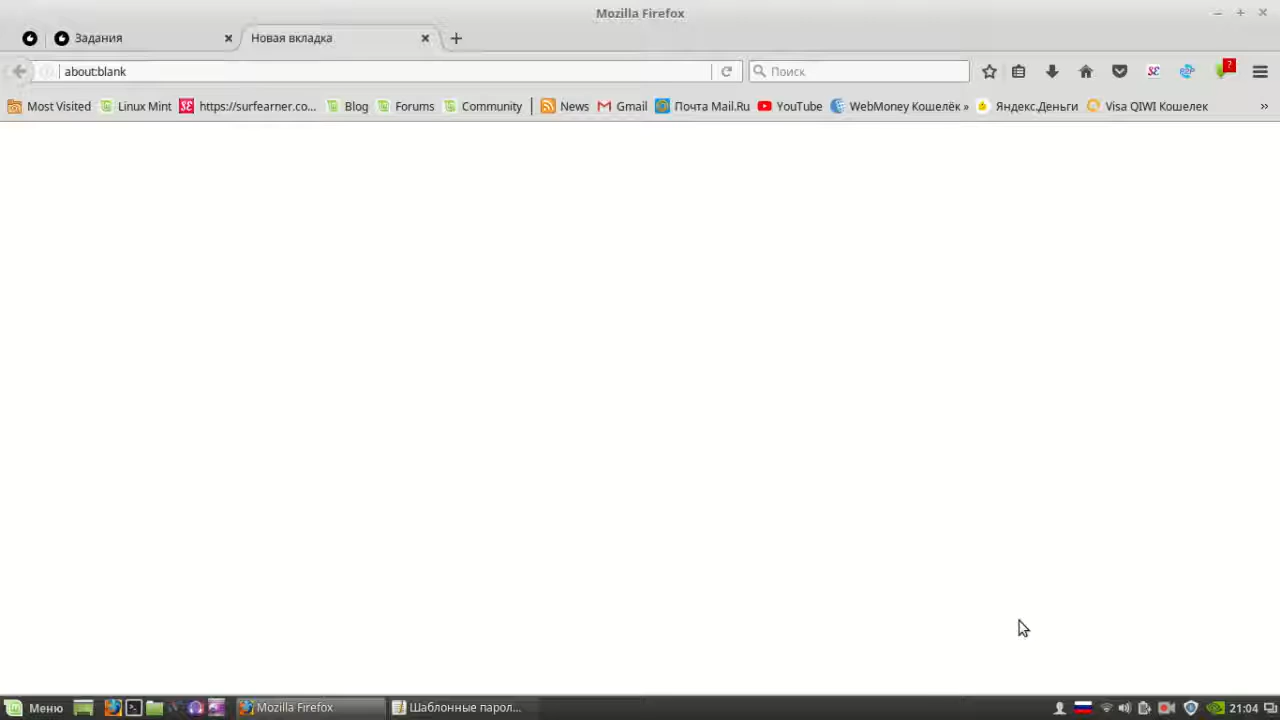 Mozilla Firefox
Задания
Новая вкладка
about:blank
Поиск
?
Most Visited
Linux Mint
https://surfearner.co...
Blog
Forums
Community
News
Gmail
Почта Mail.Ru
YouTube
WebMoney Кошелёк »
Яндекс.Деньги
Visa QIWI Кошелек
»
Меню
Mozilla Firefox
Шаблонные парол...
21:04